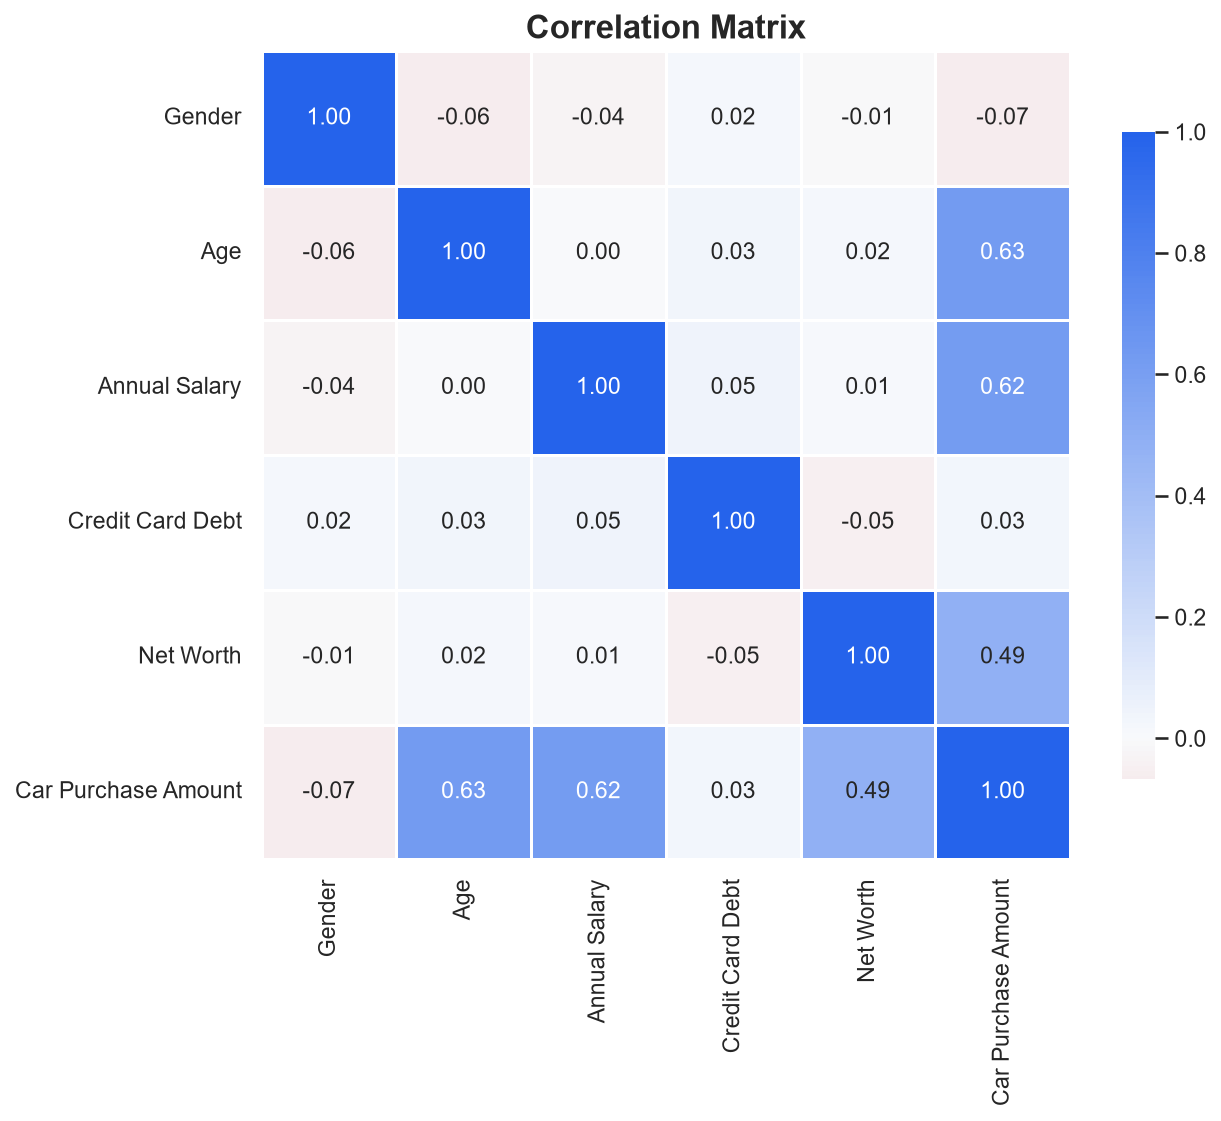 Correlation Matrix
Gender 1.00 -0.06 -0.04 0.02 -0.01 -0.07
Age -0.06 1.00 0.00 0.03 0.02 0.63
Annual Salary -0.04 0.00 1.00 0.05 0.01 0.62
Credit Card Debt 0.02 0.03 0.05 1.00 -0.05 0.03
Net Worth -0.01 0.02 0.01 -0.05 1.00 0.49
Car Purchase Amount -0.07 0.63 0.62 0.03 0.49 1.00
Gender
Age
Annual Salary
Credit Card Debt
Net Worth
Car Purchase Amount
1.0
0.8
0.6
0.4
0.2
0.0